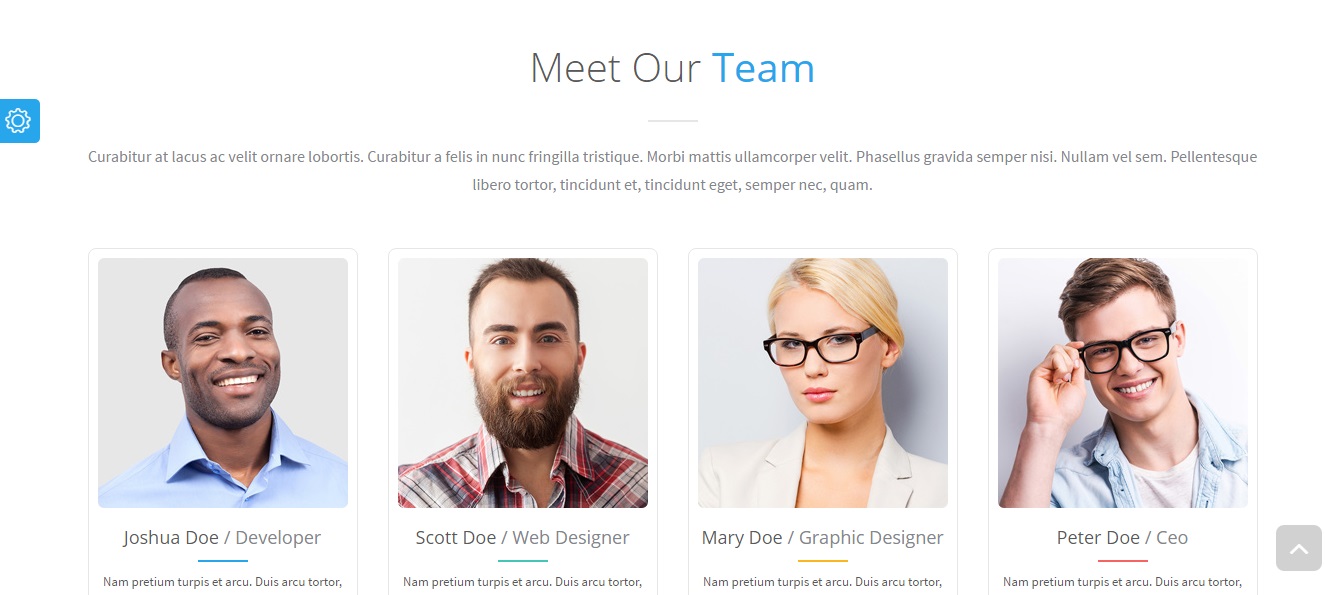 Meet Our Team
Curabitur at lacus ac velit ornare lobortis. Curabitur a felis in nunc fringilla tristique. Morbi mattis ullamcorper velit. Phasellus gravida semper nisi. Nullam vel sem. Pellentesque
libero tortor, tincidunt et, tincidunt eget, semper nec, quam.
Joshua Doe / Developer
Nam pretium turpis et arcu. Duis arcu tortor,
Scott Doe / Web Designer
Nam pretium turpis et arcu. Duis arcu tortor,
Mary Doe / Graphic Designer
Nam pretium turpis et arcu. Duis arcu tortor,
Peter Doe / Ceo
Nam pretium turpis et arcu. Duis arcu tortor,